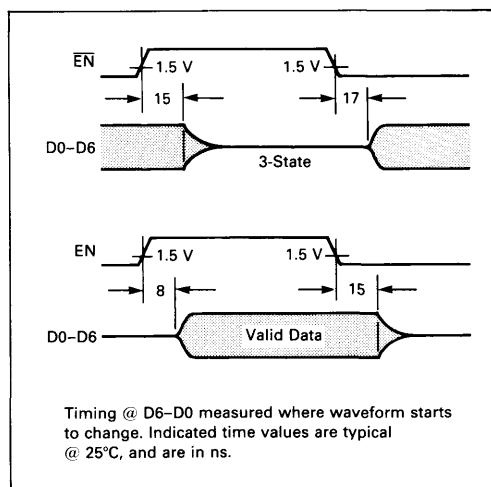 EN
1.5 V 1.5 V
15 17
D0–D6
3-State
EN
1.5 V 1.5 V
8 15
D0–D6 Valid Data
Timing @ D6–D0 measured where waveform starts
to change. Indicated time values are typical
@ 25°C, and are in ns.